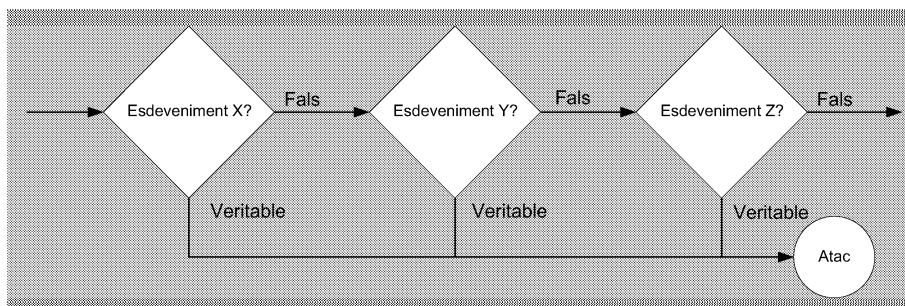 Esdeveniment X?
Fals
Esdeveniment Y?
Fals
Esdeveniment Z?
Fals
Veritable
Veritable
Veritable
Atac